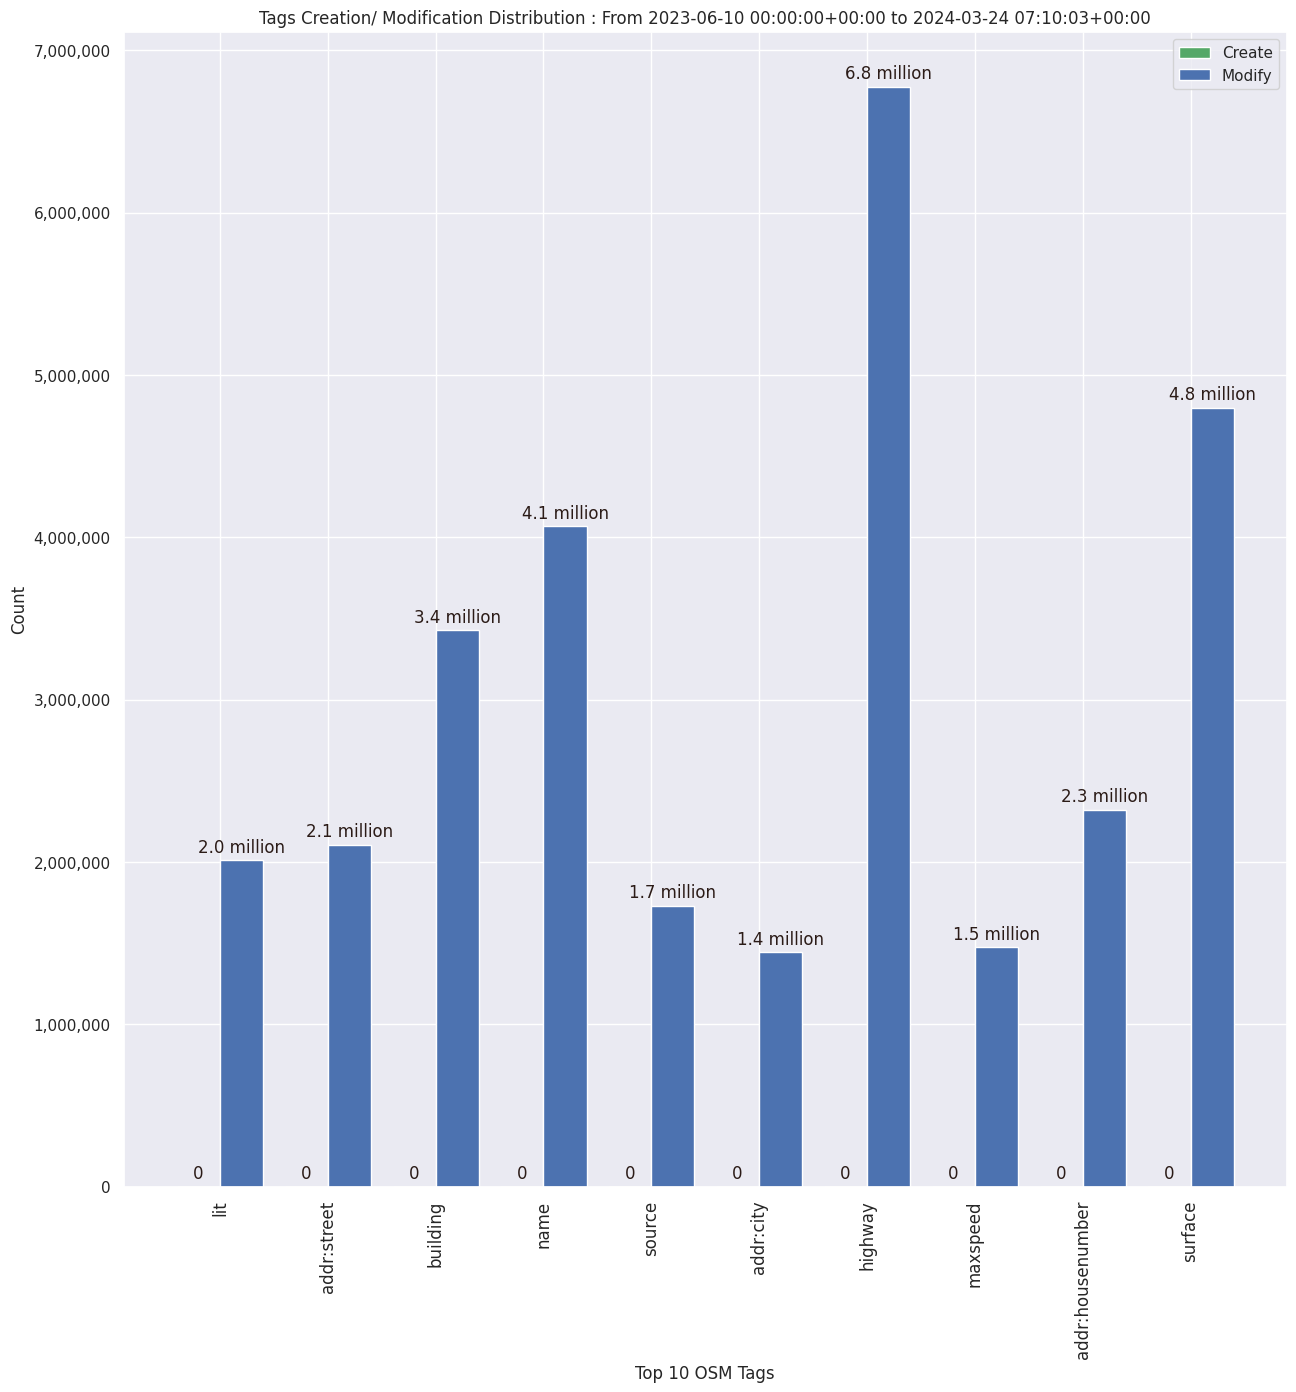 Tags Creation/ Modification Distribution : From 2023-06-10 00:00:00+00:00 to 2024-03-24 07:10:03+00:00
Create
Modify
7,000,000
6,000,000
5,000,000
4,000,000
3,000,000
2,000,000
1,000,000
0
Count
0
2.0 million
0
2.1 million
0
3.4 million
0
4.1 million
0
1.7 million
0
1.4 million
0
6.8 million
0
1.5 million
0
2.3 million
0
4.8 million
lit
addr:street
building
name
source
addr:city
highway
maxspeed
addr:housenumber
surface
Top 10 OSM Tags